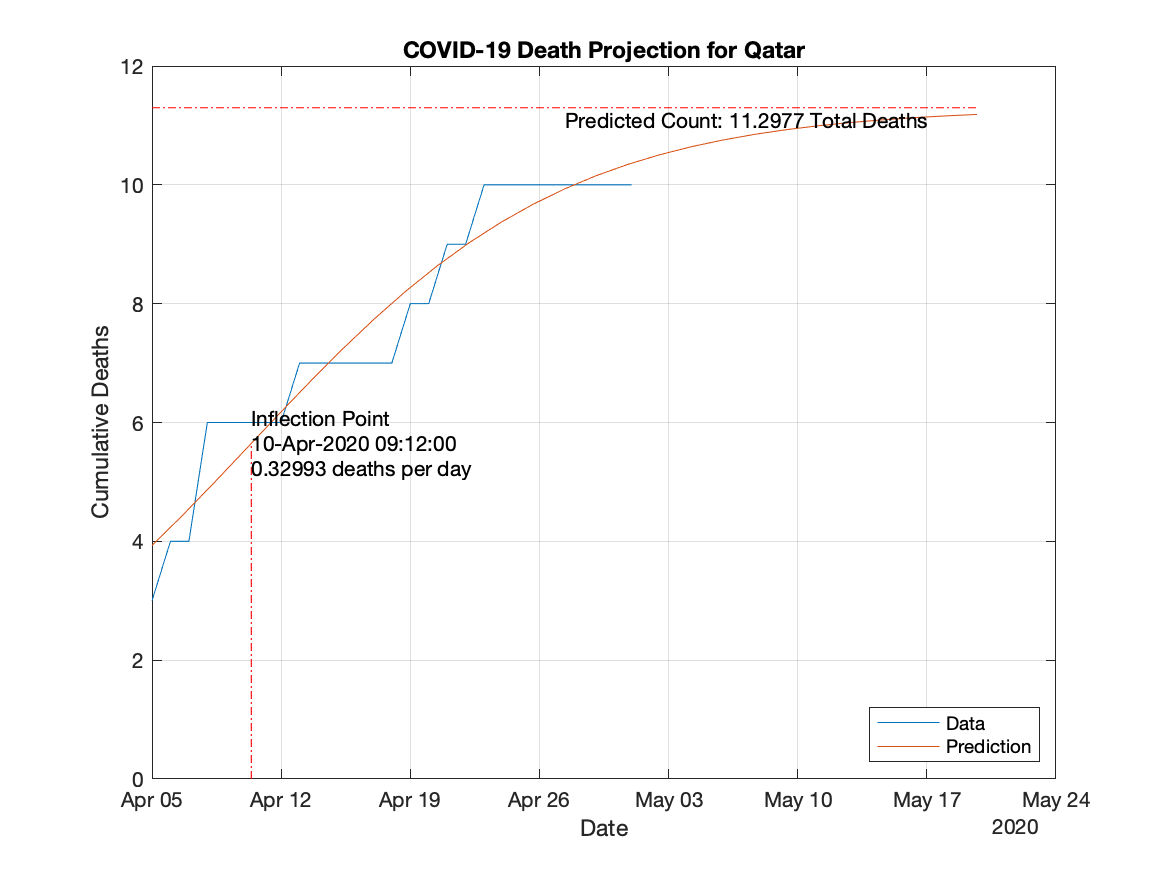 COVID-19 Death Projection for Qatar
12
10
8
6
4
2
0
Cumulative Deaths
Predicted Count: 11.2977 Total Deaths
Inflection Point
10-Apr-2020 09:12:00
0.32993 deaths per day
Data
Prediction
Apr 05 Apr 12 Apr 19 Apr 26 May 03 May 10 May 17 May 24
Date
2020